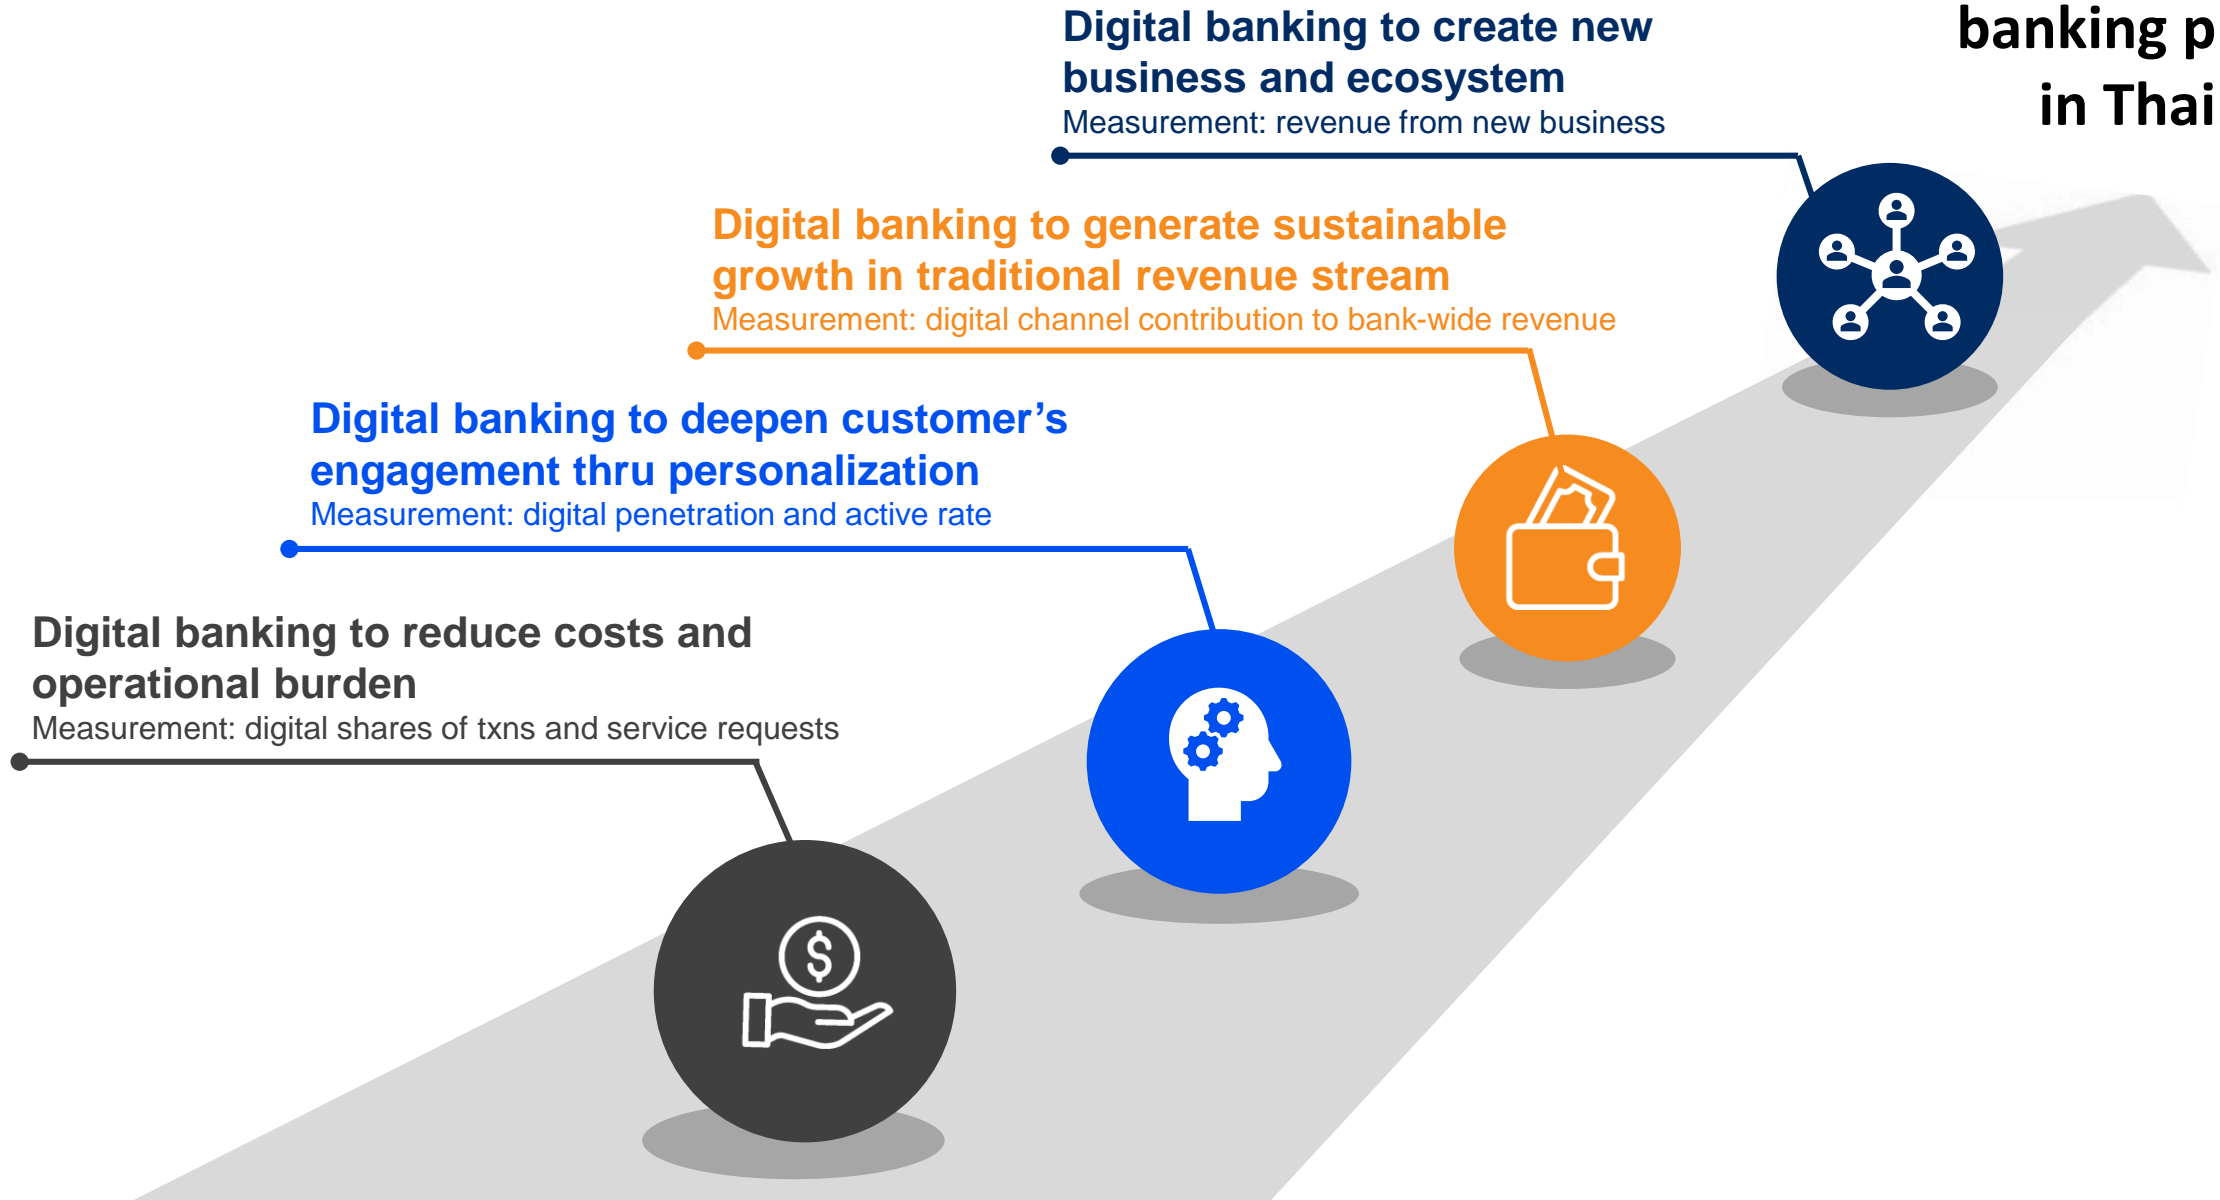 Digital banking to create new
business and ecosystem
Measurement: revenue from new business
banking p
in Thai
Digital banking to generate sustainable
growth in traditional revenue stream
Measurement: digital channel contribution to bank-wide revenue
Digital banking to deepen customer’s
engagement thru personalization
Measurement: digital penetration and active rate
Digital banking to reduce costs and
operational burden
Measurement: digital shares of txns and service requests
$